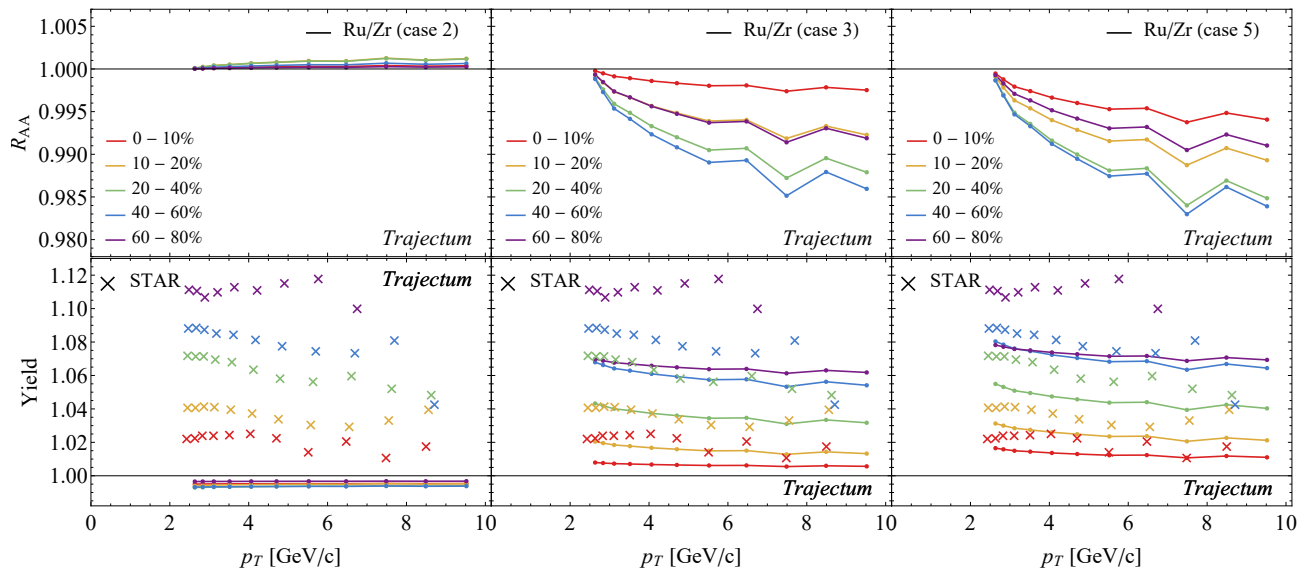 1.005
1.000
0.995
0.990
0.985
0.980
R_AA
Ru/Zr (case 2)
0 – 10%
10 – 20%
20 – 40%
40 – 60%
60 – 80%
Trajectum
Ru/Zr (case 3)
0 – 10%
10 – 20%
20 – 40%
40 – 60%
60 – 80%
Trajectum
Ru/Zr (case 5)
0 – 10%
10 – 20%
20 – 40%
40 – 60%
60 – 80%
Trajectum
1.12
1.10
1.08
1.06
1.04
1.02
1.00
Yield
STAR
Trajectum
STAR
Trajectum
STAR
Trajectum
0 2 4 6 8 10
2 4 6 8 10
2 4 6 8 10
p_T [GeV/c]
p_T [GeV/c]
p_T [GeV/c]